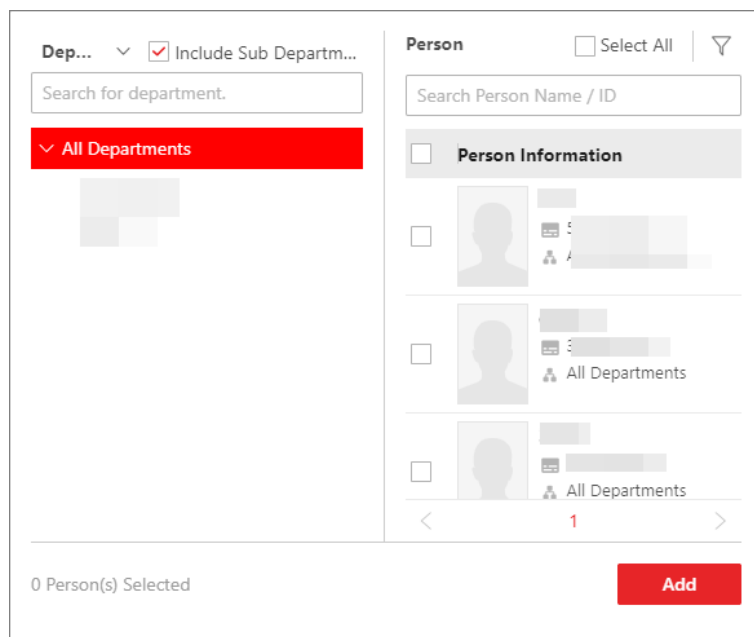 Dep... Include Sub Departm...
Search for department.
All Departments
Person Select All
Search Person Name / ID
Person Information
All Departments
All Departments
1
0 Person(s) Selected
Add